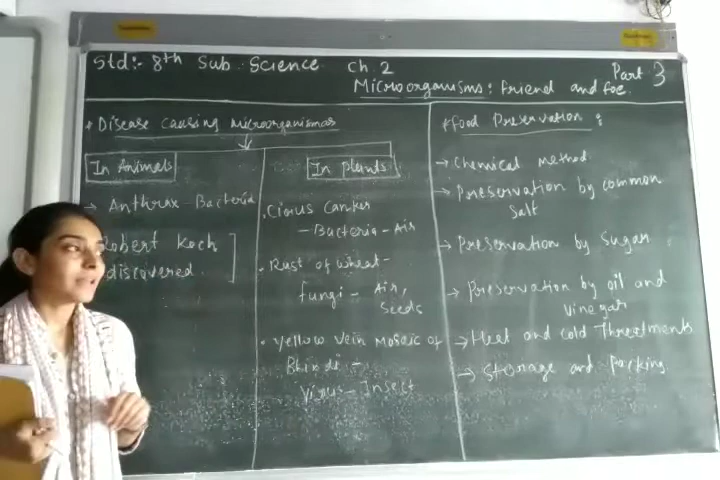 Std:- 8th Sub Science Ch. 2
Part 3
Microorganisms: friend and foe.
* Disease causing microorganismas
In Animals
→ Anthrax - Bacteria
Robert Koch
discovered
In plants
• Citrus Canker
- Bacteria - Air
• Rust of wheat -
fungi - Air,
Seeds
• Yellow vein Mosaic of
Bhindi -
Virus - Insect
* food Preservation :
→ Chemical method
→ Preservation by common
Salt
→ Preservation by Sugar
→ Preservation by oil and
vinegar
→ Heat and cold Threetments
→ Storage and Packing